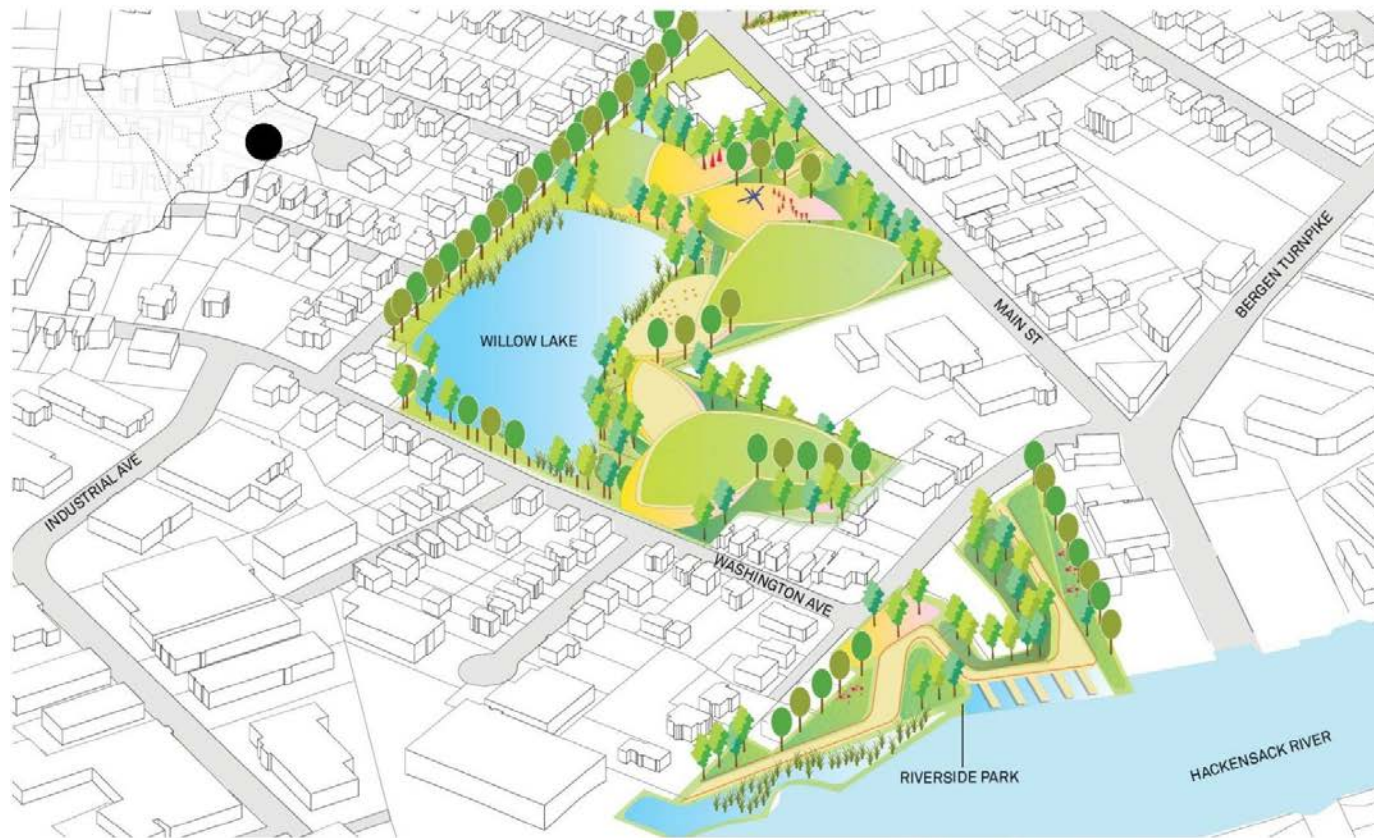 WILLOW LAKE
MAIN ST
BERGEN TURNPIKE
INDUSTRIAL AVE
WASHINGTON AVE
RIVERSIDE PARK
HACKENSACK RIVER